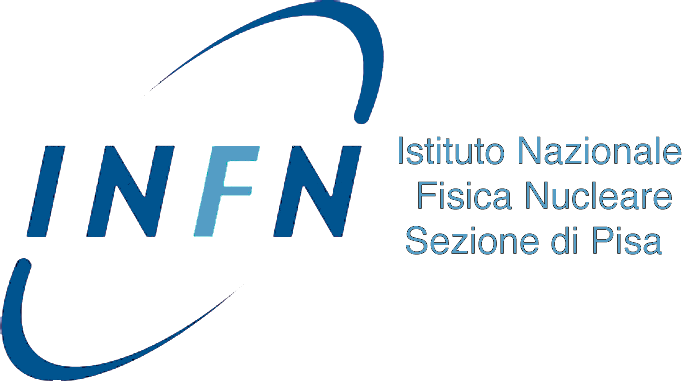 INFN
Istituto Nazionale
Fisica Nucleare
Sezione di Pisa